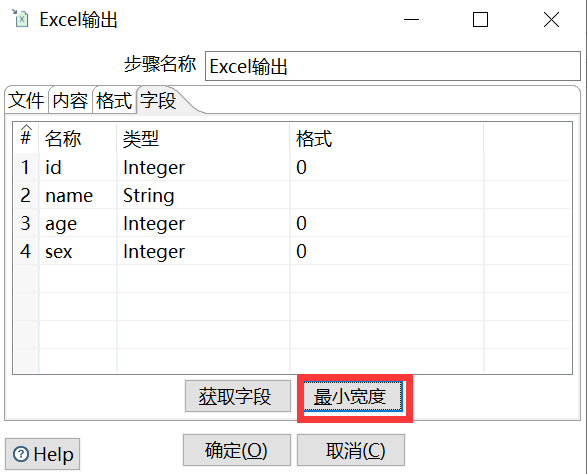 Excel输出
步骤名称 Excel输出
文件 内容 格式 字段
# 名称 类型 格式
1 id Integer 0
2 name String
3 age Integer 0
4 sex Integer 0
获取字段 最小宽度
Help 确定(O) 取消(C)